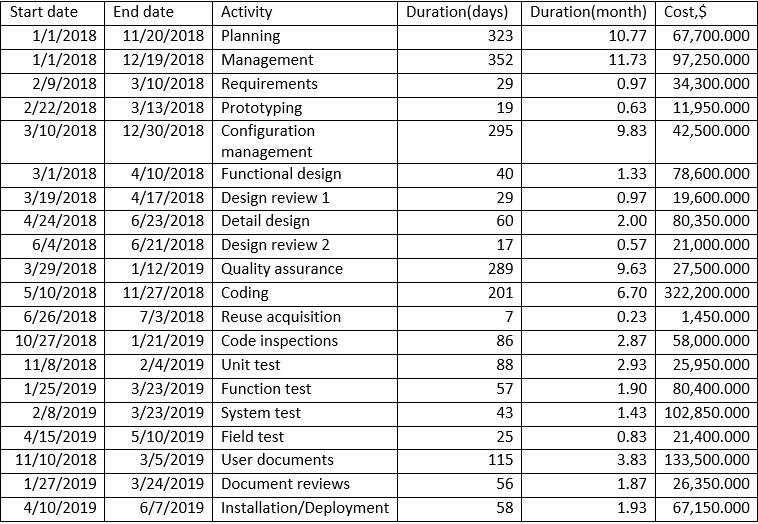 Start date End date Activity Duration(days) Duration(month) Cost,$
1/1/2018 11/20/2018 Planning 323 10.77 67,700.000
1/1/2018 12/19/2018 Management 352 11.73 97,250.000
2/9/2018 3/10/2018 Requirements 29 0.97 34,300.000
2/22/2018 3/13/2018 Prototyping 19 0.63 11,950.000
3/10/2018 12/30/2018 Configuration 295 9.83 42,500.000
management
3/1/2018 4/10/2018 Functional design 40 1.33 78,600.000
3/19/2018 4/17/2018 Design review 1 29 0.97 19,600.000
4/24/2018 6/23/2018 Detail design 60 2.00 80,350.000
6/4/2018 6/21/2018 Design review 2 17 0.57 21,000.000
3/29/2018 1/12/2019 Quality assurance 289 9.63 27,500.000
5/10/2018 11/27/2018 Coding 201 6.70 322,200.000
6/26/2018 7/3/2018 Reuse acquisition 7 0.23 1,450.000
10/27/2018 1/21/2019 Code inspections 86 2.87 58,000.000
11/8/2018 2/4/2019 Unit test 88 2.93 25,950.000
1/25/2019 3/23/2019 Function test 57 1.90 80,400.000
2/8/2019 3/23/2019 System test 43 1.43 102,850.000
4/15/2019 5/10/2019 Field test 25 0.83 21,400.000
11/10/2018 3/5/2019 User documents 115 3.83 133,500.000
1/27/2019 3/24/2019 Document reviews 56 1.87 26,350.000
4/10/2019 6/7/2019 Installation/Deployment 58 1.93 67,150.000